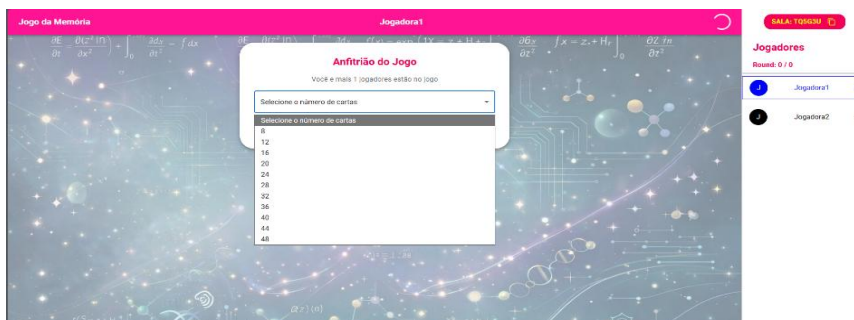 Jogo da Memória
Jogadora1
SALA: TQSG3U
Jogadores
Round: 0 / 0
J Jogadora1
J Jogadora2
Anfitrião do Jogo
Você e mais 1 jogadores estão no jogo
Selecione o número de cartas
Selecione o número de cartas
8
12
16
20
24
28
32
36
40
44
48